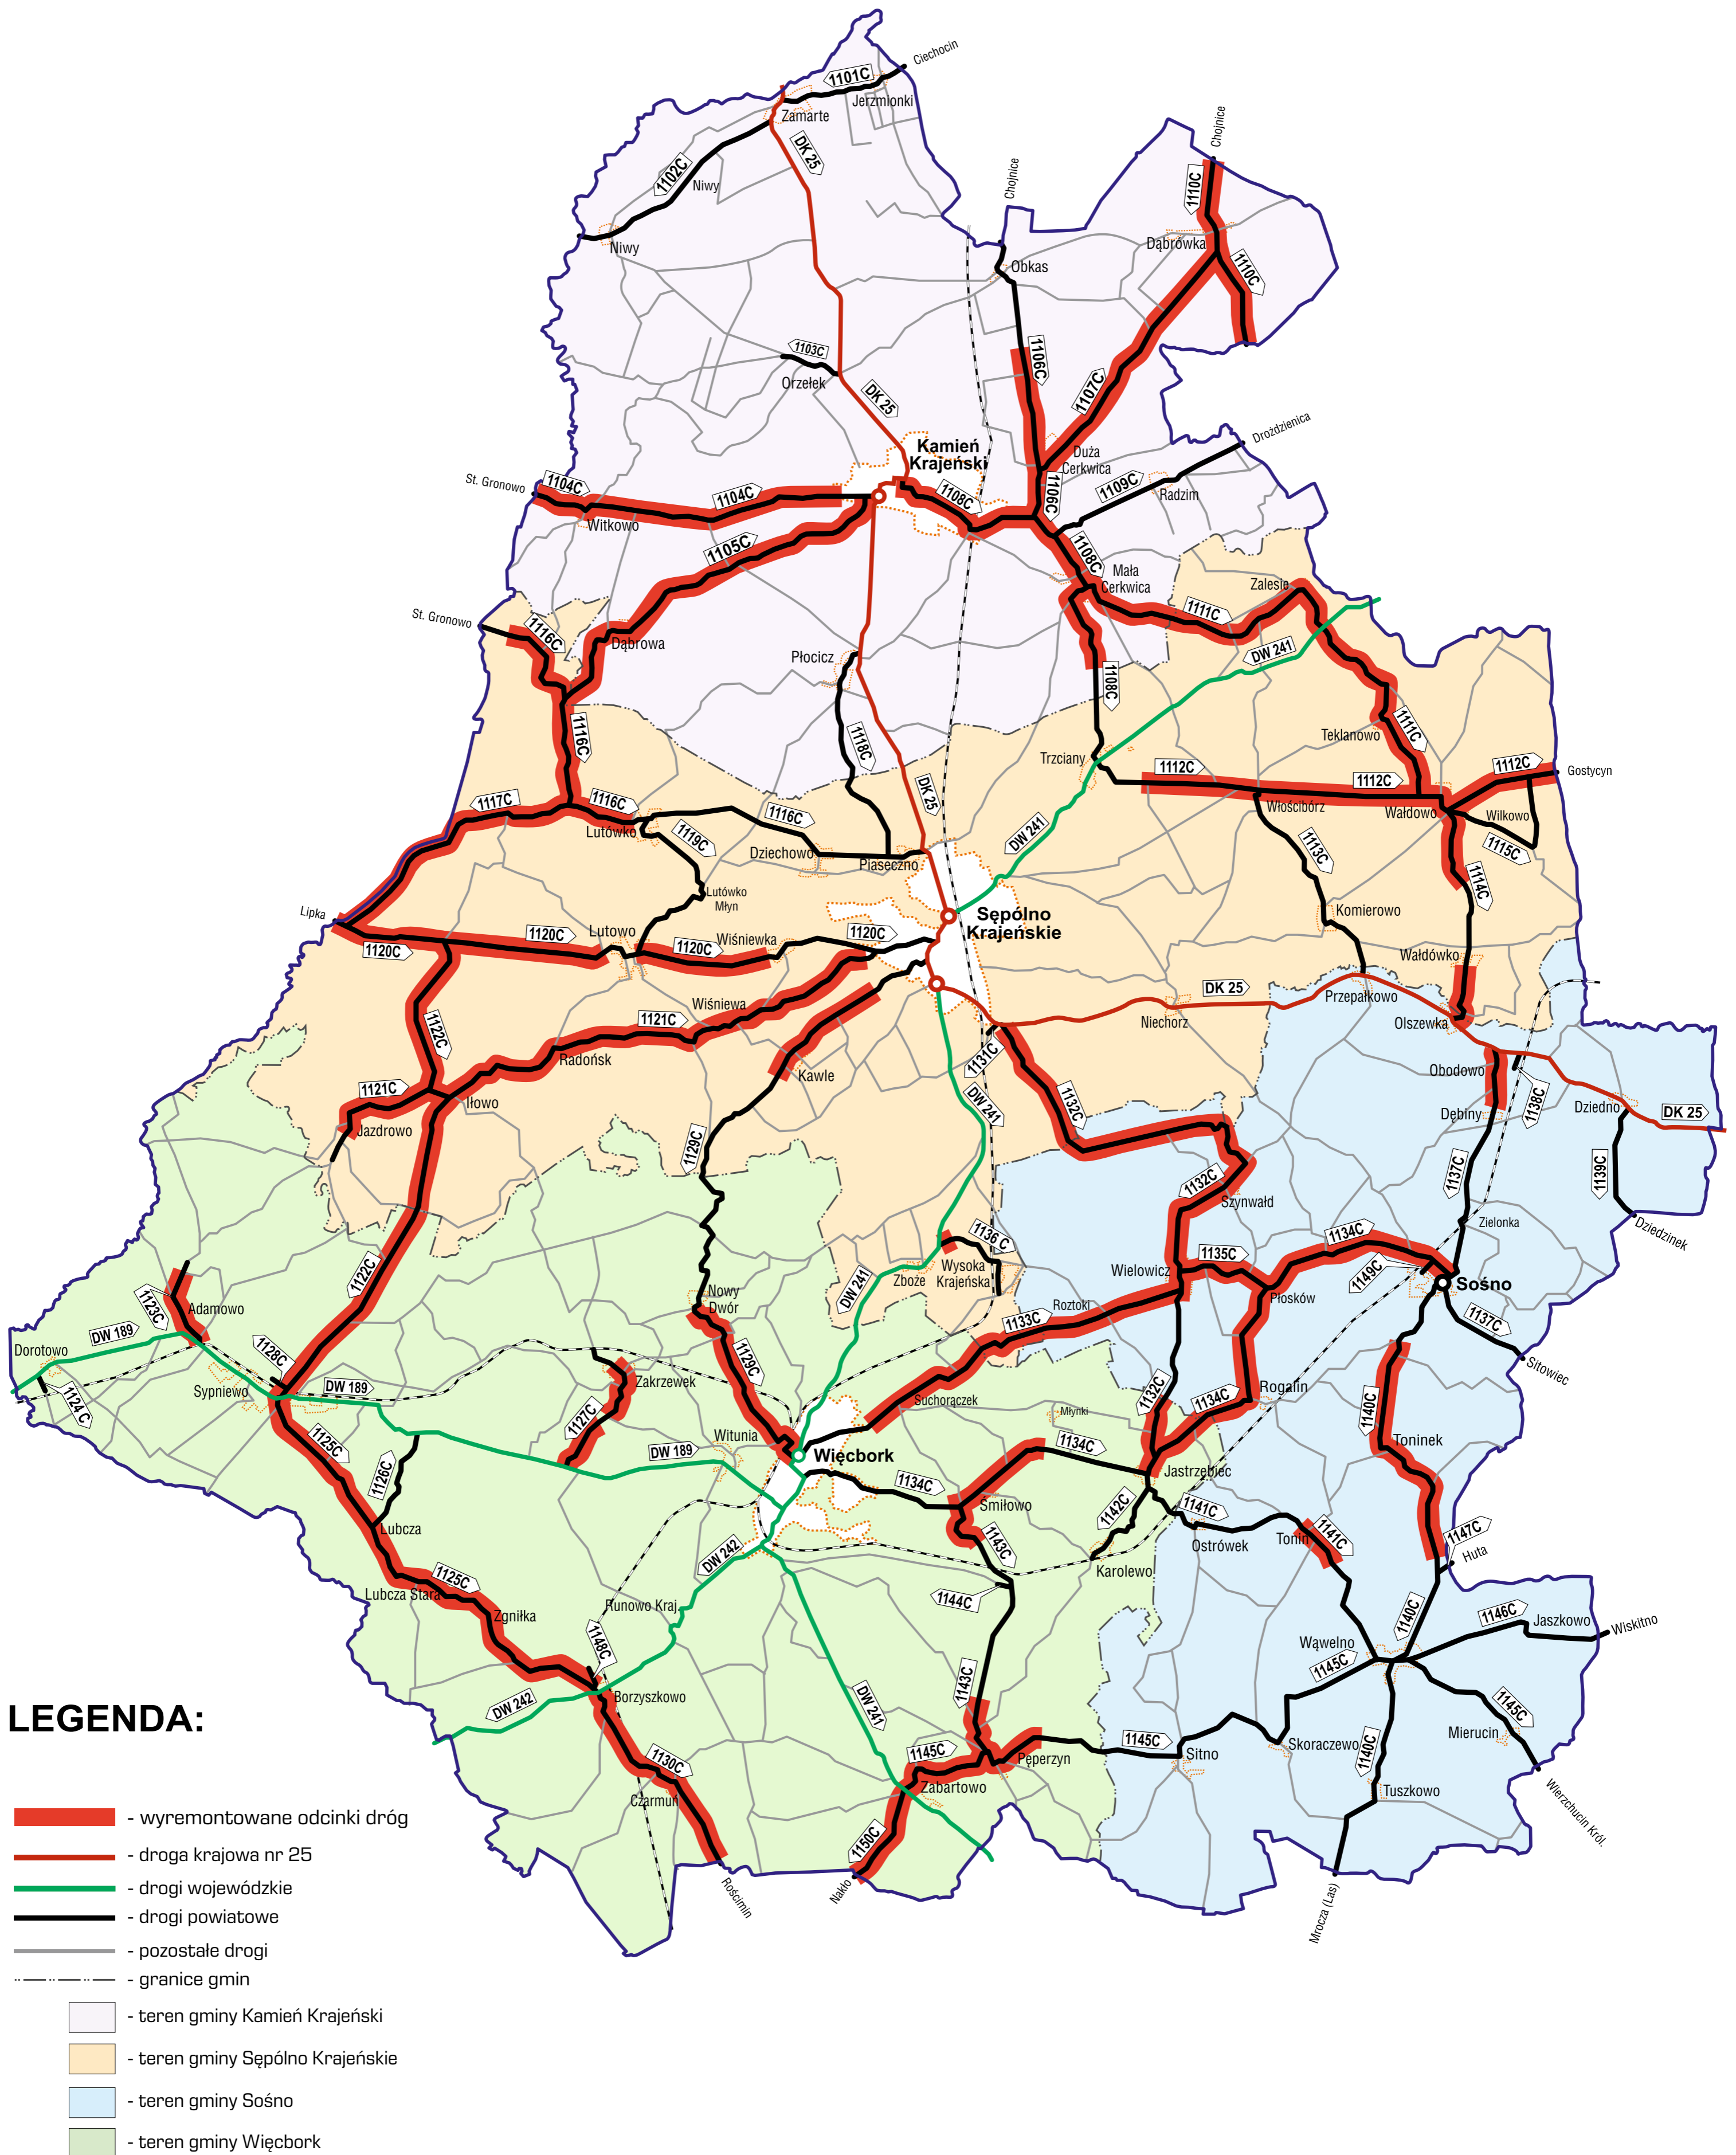 Ciechocin
1101C
Jerzmionki
Zamarte
DK 25
1102C
Niwy
Niwy
Chojnice
Chojnice
1110C
Dąbrówka
1110C
Obkas
1103C
Orzełek
DK 25
1106C
1107C
Kamień
Krajeński
Duża
Cerkwica
Drożdzienica
St. Gronowo
1104C
1104C
Witkowo
1108C
1106C
1109C
Radzim
1105C
1108C
Mała
Cerkwica
Zalesie
St. Gronowo
1116C
Dąbrowa
1111C
DW 241
Płocicz
1108C
1116C
1118C
Teklanowo
1111C
Trzciany
1112C
1112C
1112C
Gostycyn
DK 25
1117C
1116C
Lutówko
1116C
1119C
Dziechowo
Piaseczno
DW 241
Włościbórz
Wałdowo
Wilkowo
1115C
1113C
1114C
Lutówko
Młyn
Lipka
Sępólno
Krajeńskie
Komierowo
1120C
1120C
Lutowo
1120C
Wiśniewka
1120C
Wałdówko
Wiśniewa
1121C
DK 25
Niechorz
Przepałkowo
Olszewka
1122C
Radońsk
Kawle
1131C
1132C
DW 241
Obodowo
Dębiny
1138C
Dziedno
DK 25
1121C
Iłowo
Jazdrowo
1129C
1137C
1139C
1132C
Szynwałd
Zielonka
Dziedzinek
1136 C
Wysoka
Krajeńska
Zboże
1134C
1135C
Wielowicz
1149C
Sośno
Płosków
1122C
1123C
Adamowo
DW 241
Nowy
Dwór
Roztoki
1133C
1137C
Sitowiec
DW 189
Dorotowo
1124 C
1128C
Sypniewo
DW 189
1129C
Zakrzewek
1127C
Suchorączek
Młynki
1132C
1134C
Rogalin
1140C
Toninek
1125C
1126C
DW 189
Witunia
Więcbork
1134C
1134C
Jastrzębiec
Śmiłowo
1142C
1141C
Ostrówek
Tonin
1141C
1147C
Huta
Lubcza
1143C
Karolewo
DW 242
1125C
Lubcza Stara
Zgniłka
Runowo Kraj.
1144C
1140C
1146C
Jaszkowo
Wiskitno
1148C
Wąwelno
1145C
1143C
Borzyszkowo
DW 242
DW 241
1145C
Mierucin
LEGENDA:
1130C
1145C
Pęperzyn
1145C
Sitno
Skoraczewo
1140C
Czarmuń
Zabartowo
Tuszkowo
Wierzchucin Król.
1150C
Nakło
Rościmin
Mrocza (Las)
- wyremontowane odcinki dróg
- droga krajowa nr 25
- drogi wojewódzkie
- drogi powiatowe
- pozostałe drogi
- granice gmin
- teren gminy Kamień Krajeński
- teren gminy Sępólno Krajeńskie
- teren gminy Sośno
- teren gminy Więcbork